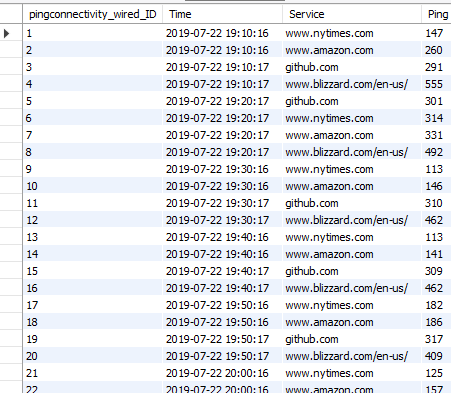 pingconnectivity_wired_ID Time Service Ping
1 2019-07-22 19:10:16 www.nytimes.com 147
2 2019-07-22 19:10:16 www.amazon.com 260
3 2019-07-22 19:10:17 github.com 291
4 2019-07-22 19:10:17 www.blizzard.com/en-us/ 555
5 2019-07-22 19:20:17 github.com 301
6 2019-07-22 19:20:17 www.nytimes.com 314
7 2019-07-22 19:20:17 www.amazon.com 331
8 2019-07-22 19:20:17 www.blizzard.com/en-us/ 492
9 2019-07-22 19:30:16 www.nytimes.com 113
10 2019-07-22 19:30:16 www.amazon.com 146
11 2019-07-22 19:30:17 github.com 310
12 2019-07-22 19:30:17 www.blizzard.com/en-us/ 462
13 2019-07-22 19:40:16 www.nytimes.com 113
14 2019-07-22 19:40:16 www.amazon.com 141
15 2019-07-22 19:40:17 github.com 309
16 2019-07-22 19:40:17 www.blizzard.com/en-us/ 462
17 2019-07-22 19:50:16 www.nytimes.com 182
18 2019-07-22 19:50:16 www.amazon.com 186
19 2019-07-22 19:50:17 github.com 317
20 2019-07-22 19:50:17 www.blizzard.com/en-us/ 409
21 2019-07-22 20:00:16 www.nytimes.com 125
22 2019-07-22 20:00:16 www.amazon.com 157